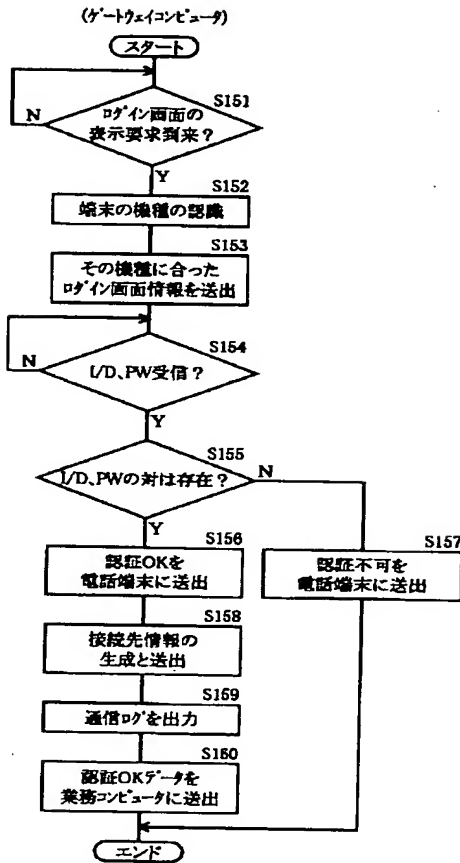 (ゲートウェイコンピュータ)
スタート
S151
ログイン画面の
表示要求到来？
N
Y
S152
端末の機種の認識
S153
その機種に合った
ログイン画面情報を送出
S154
N
I/D、PW受信？
Y
S155
I/D、PWの対は存在？
N
Y
S156
認証OKを
電話端末に送出
S157
認証不可を
電話端末に送出
S158
接続先情報の
生成と送出
S159
通信ログを出力
S150
認証OKデータを
業務コンピュータに送出
エンド